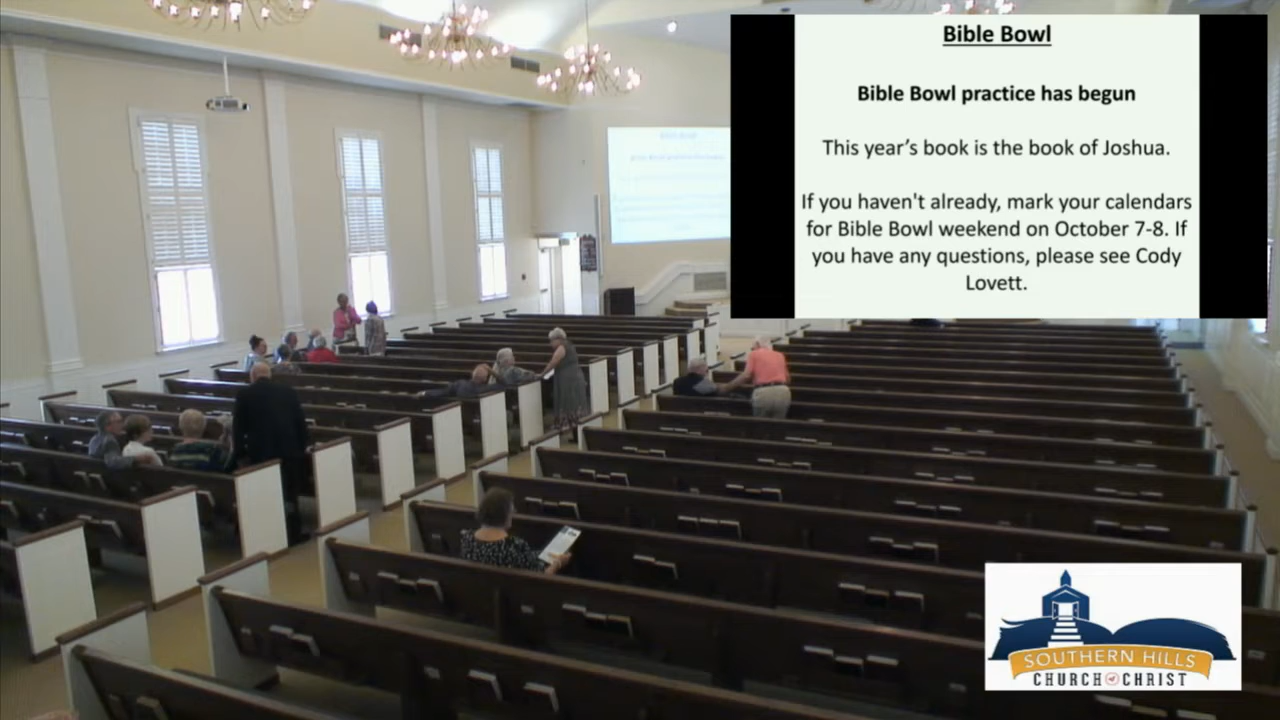 Bible Bowl
Bible Bowl practice has begun
This year's book is the book of Joshua.
If you haven't already, mark your calendars
for Bible Bowl weekend on October 7-8. If
you have any questions, please see Cody
Lovett.
SOUTHERN HILLS
CHURCH OF CHRIST